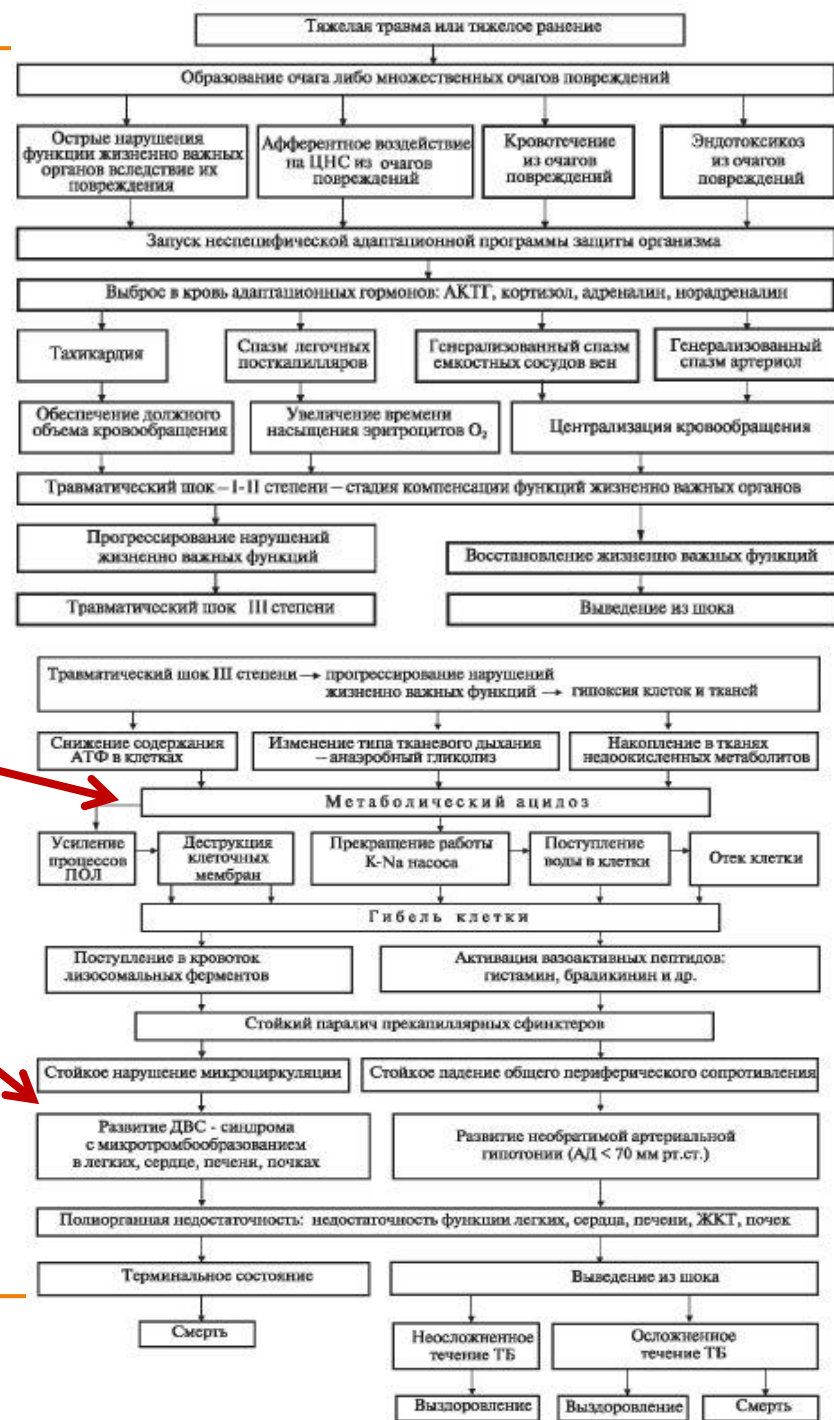 Тяжелая травма или тяжелое ранение
Образование очага либо множественных очагов повреждений
Острые нарушения
функции жизненно важных
органов вследствие их
повреждения
Афферентное воздействие
на ЦНС из очагов
повреждений
Кровотечение
из очагов
повреждений
Эндотоксикоз
из очагов
повреждений
Запуск неспецифической адаптационной программы защиты организма
Выброс в кровь адаптационных гормонов: АКТГ, кортизол, адреналин, норадреналин
Тахикардия
Спазм легочных
посткапилляров
Генерализованный спазм
емкостных сосудов вен
Генерализованный
спазм артериол
Обеспечение должного
объема кровообращения
Увеличение времени
насыщения эритроцитов O₂
Централизация кровообращения
Травматический шок – I-II степени – стадия компенсации функций жизненно важных органов
Прогрессирование нарушений
жизненно важных функций
Восстановление жизненно важных функций
Травматический шок III степени
Выведение из шока
Травматический шок III степени → прогрессирование нарушений
жизненно важных функций → гипоксия клеток и тканей
Снижение содержания
АТФ в клетках
Изменение типа тканевого дыхания
– анаэробный гликолиз
Накопление в тканях
недоокисленных метаболитов
Метаболический ацидоз
Усиление
процессов
ПОЛ
Деструкция
клеточных
мембран
Прекращение работы
K-Na насоса
Поступление
воды в клетки
Отек клетки
Гибель клетки
Поступление в кровоток
лизосомальных ферментов
Активация вазоактивных пептидов:
гистамин, брадикинин и др.
Стойкий паралич прекапиллярных сфинктеров
Стойкое нарушение микроциркуляции
Стойкое падение общего периферического сопротивления
Развитие ДВС - синдрома
с микротромбообразованием
в легких, сердце, печени, почках
Развитие необратимой артериальной
гипотонии (АД < 70 мм рт.ст.)
Полиорганная недостаточность: недостаточность функции легких, сердца, печени, ЖКТ, почек
Терминальное состояние
Выведение из шока
Смерть
Неосложненное
течение ТБ
Осложненное
течение ТБ
Выздоровление
Выздоровление
Смерть